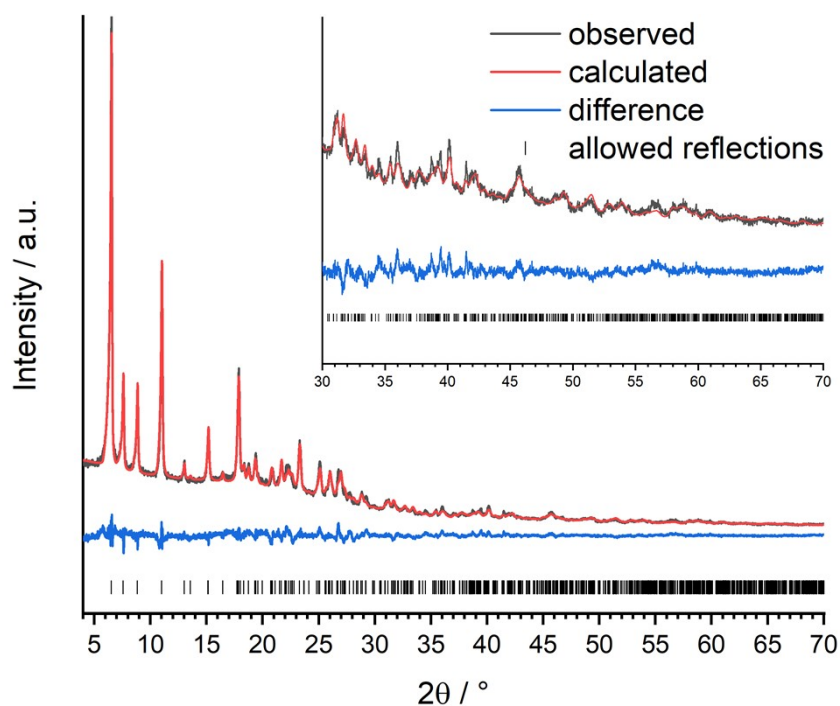 observed
calculated
difference
allowed reflections
30 35 40 45 50 55 60 65 70
Intensity / a.u.
5 10 15 20 25 30 35 40 45 50 55 60 65 70
2θ / °